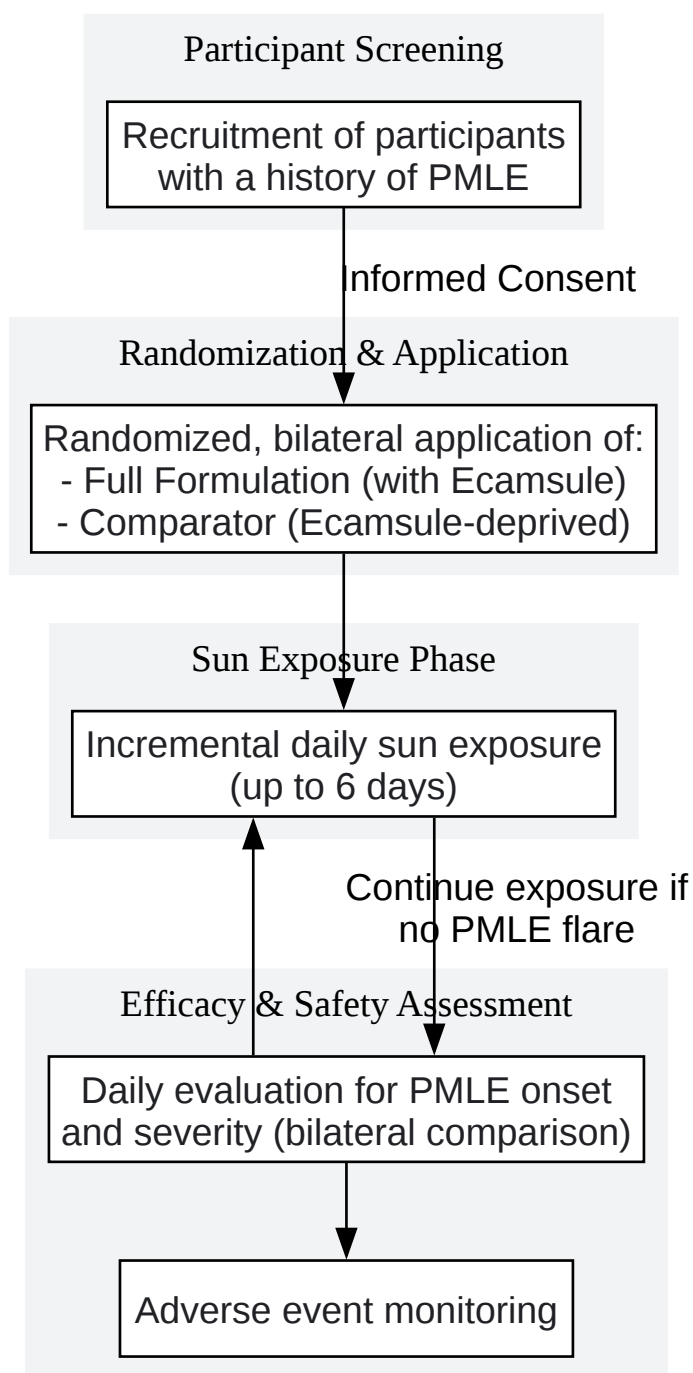 Participant Screening
Recruitment of participants
with a history of PMLE
Informed Consent
Randomization & Application
Randomized, bilateral application of:
- Full Formulation (with Ecamsule)
- Comparator (Ecamsule-deprived)
Sun Exposure Phase
Incremental daily sun exposure
(up to 6 days)
Continue exposure if
no PMLE flare
Efficacy & Safety Assessment
Daily evaluation for PMLE onset
and severity (bilateral comparison)
Adverse event monitoring